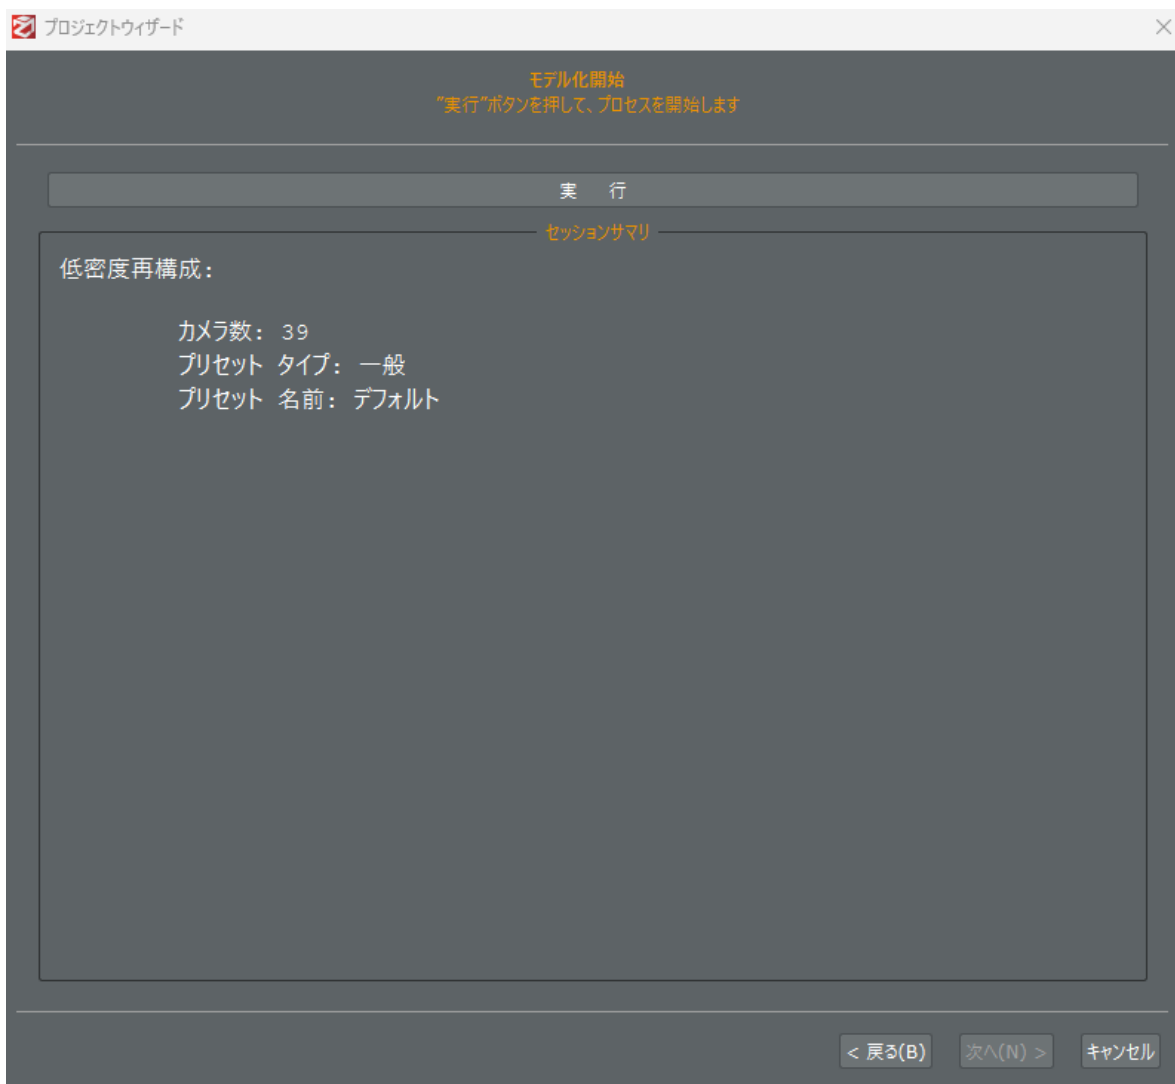 プロジェクトウィザード
モデル化開始
"実行"ボタンを押して、プロセスを開始します
実 行
セッションサマリ
低密度再構成:
カメラ数: 39
プリセット タイプ: 一般
プリセット 名前: デフォルト
< 戻る(B) 次へ(N) > キャンセル